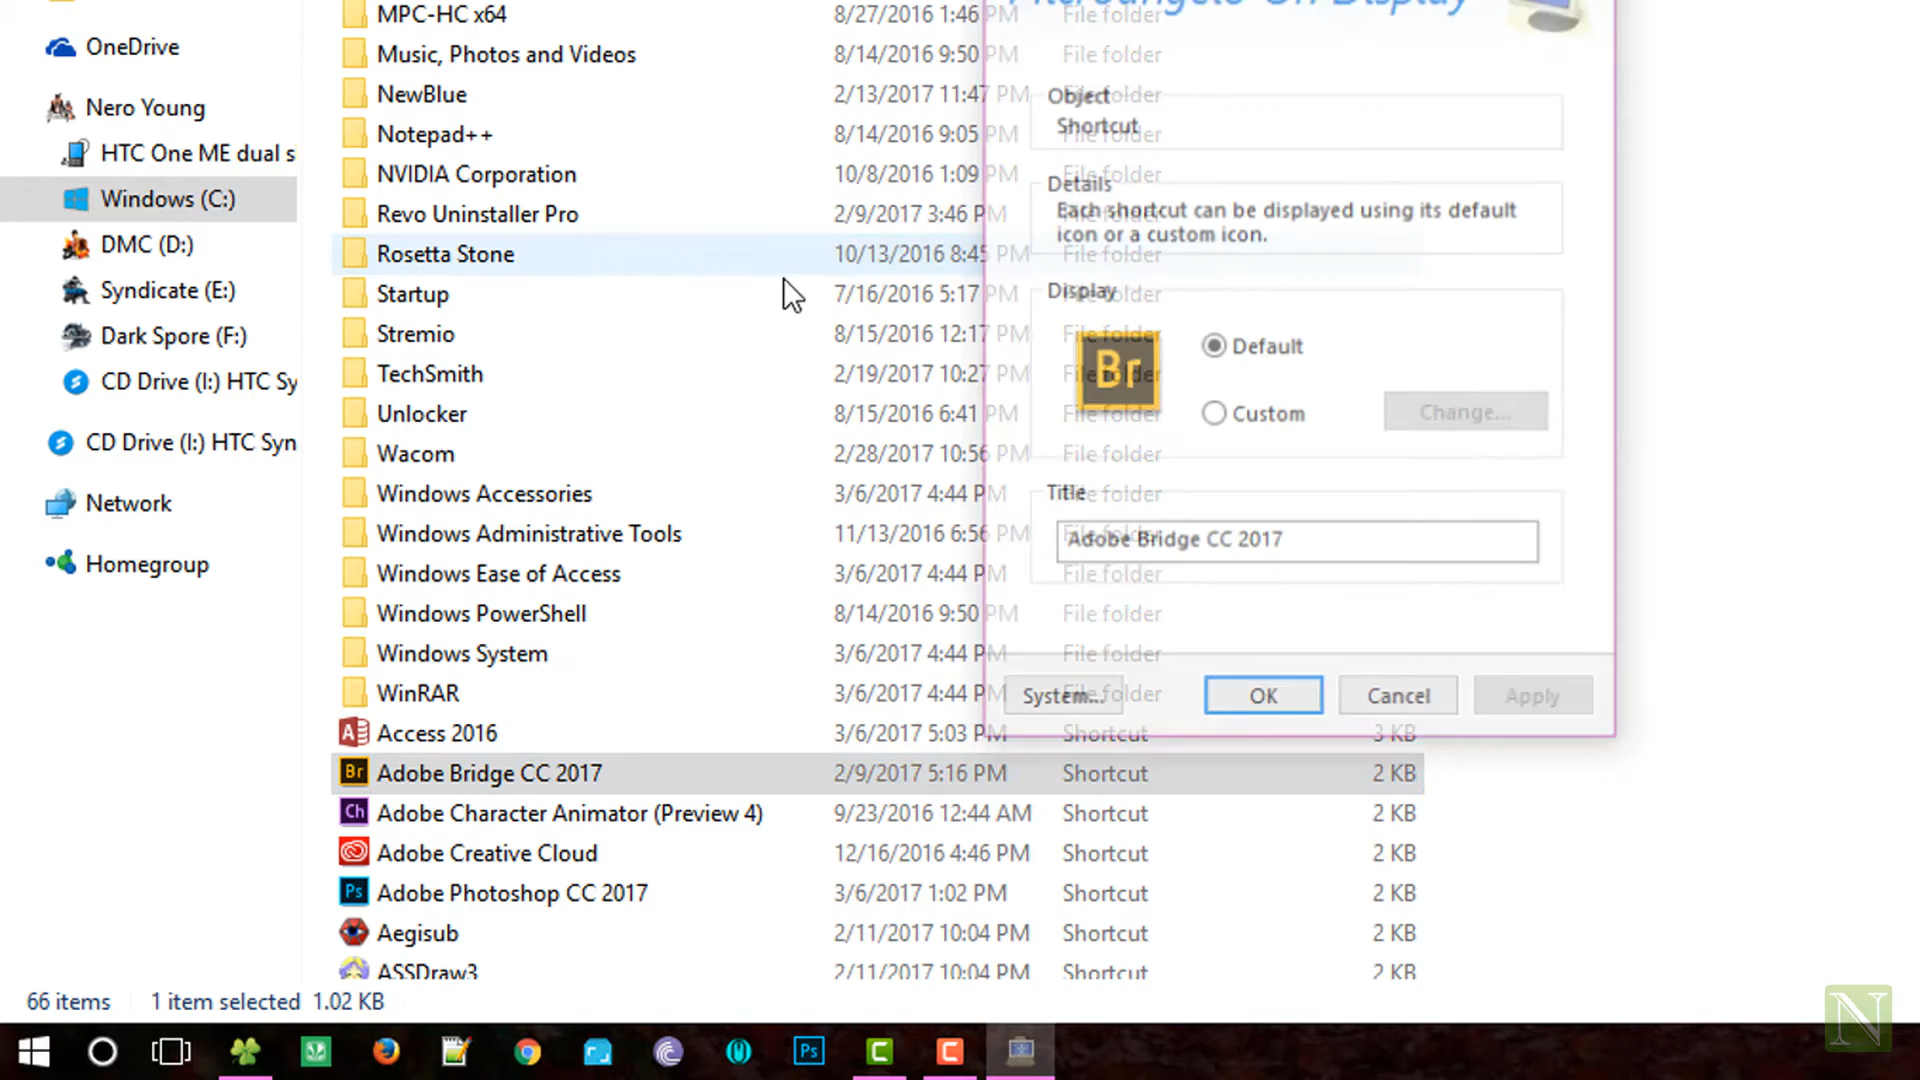 MPC-HC x64 8/27/2016 1:46 PM File folder
Microangelo On Display
OneDrive
Music, Photos and Videos 8/14/2016 9:50 PM File folder
Nero Young
NewBlue 2/13/2017 11:47 PM File folder
Object
Notepad++ 8/14/2016 9:05 PM File folder
Shortcut
HTC One ME dual s
NVIDIA Corporation 10/8/2016 1:09 PM File folder
Details
Windows (C:)
Revo Uninstaller Pro 2/9/2017 3:46 PM File folder
Each shortcut can be displayed using its default
icon or a custom icon.
DMC (D:)
Rosetta Stone 10/13/2016 8:45 PM File folder
Syndicate (E:)
Startup 7/16/2016 5:17 PM File folder
Display
Dark Spore (F:)
Stremio 8/15/2016 12:17 PM File folder
Br Default
CD Drive (I:) HTC Sy
TechSmith 2/19/2017 10:27 PM File folder
Unlocker 8/15/2016 6:41 PM File folder
Custom Change...
CD Drive (I:) HTC Syn
Wacom 2/28/2017 10:56 PM File folder
Network
Windows Accessories 3/6/2017 4:44 PM File folder
Title
Windows Administrative Tools 11/13/2016 6:56 PM File folder
Adobe Bridge CC 2017
Homegroup
Windows Ease of Access 3/6/2017 4:44 PM File folder
Windows PowerShell 8/14/2016 9:50 PM File folder
Windows System 3/6/2017 4:44 PM File folder
WinRAR 3/6/2017 4:44 PM File folder
System... OK Cancel Apply
Access 2016 3/6/2017 5:03 PM Shortcut 3 KB
Br Adobe Bridge CC 2017 2/9/2017 5:16 PM Shortcut 2 KB
Ch Adobe Character Animator (Preview 4) 9/23/2016 12:44 AM Shortcut 2 KB
Adobe Creative Cloud 12/16/2016 4:46 PM Shortcut 2 KB
Ps Adobe Photoshop CC 2017 3/6/2017 1:02 PM Shortcut 2 KB
Aegisub 2/11/2017 10:04 PM Shortcut 2 KB
ASSDraw3 2/11/2017 10:04 PM Shortcut 2 KB
66 items 1 item selected 1.02 KB
N
Ps C C